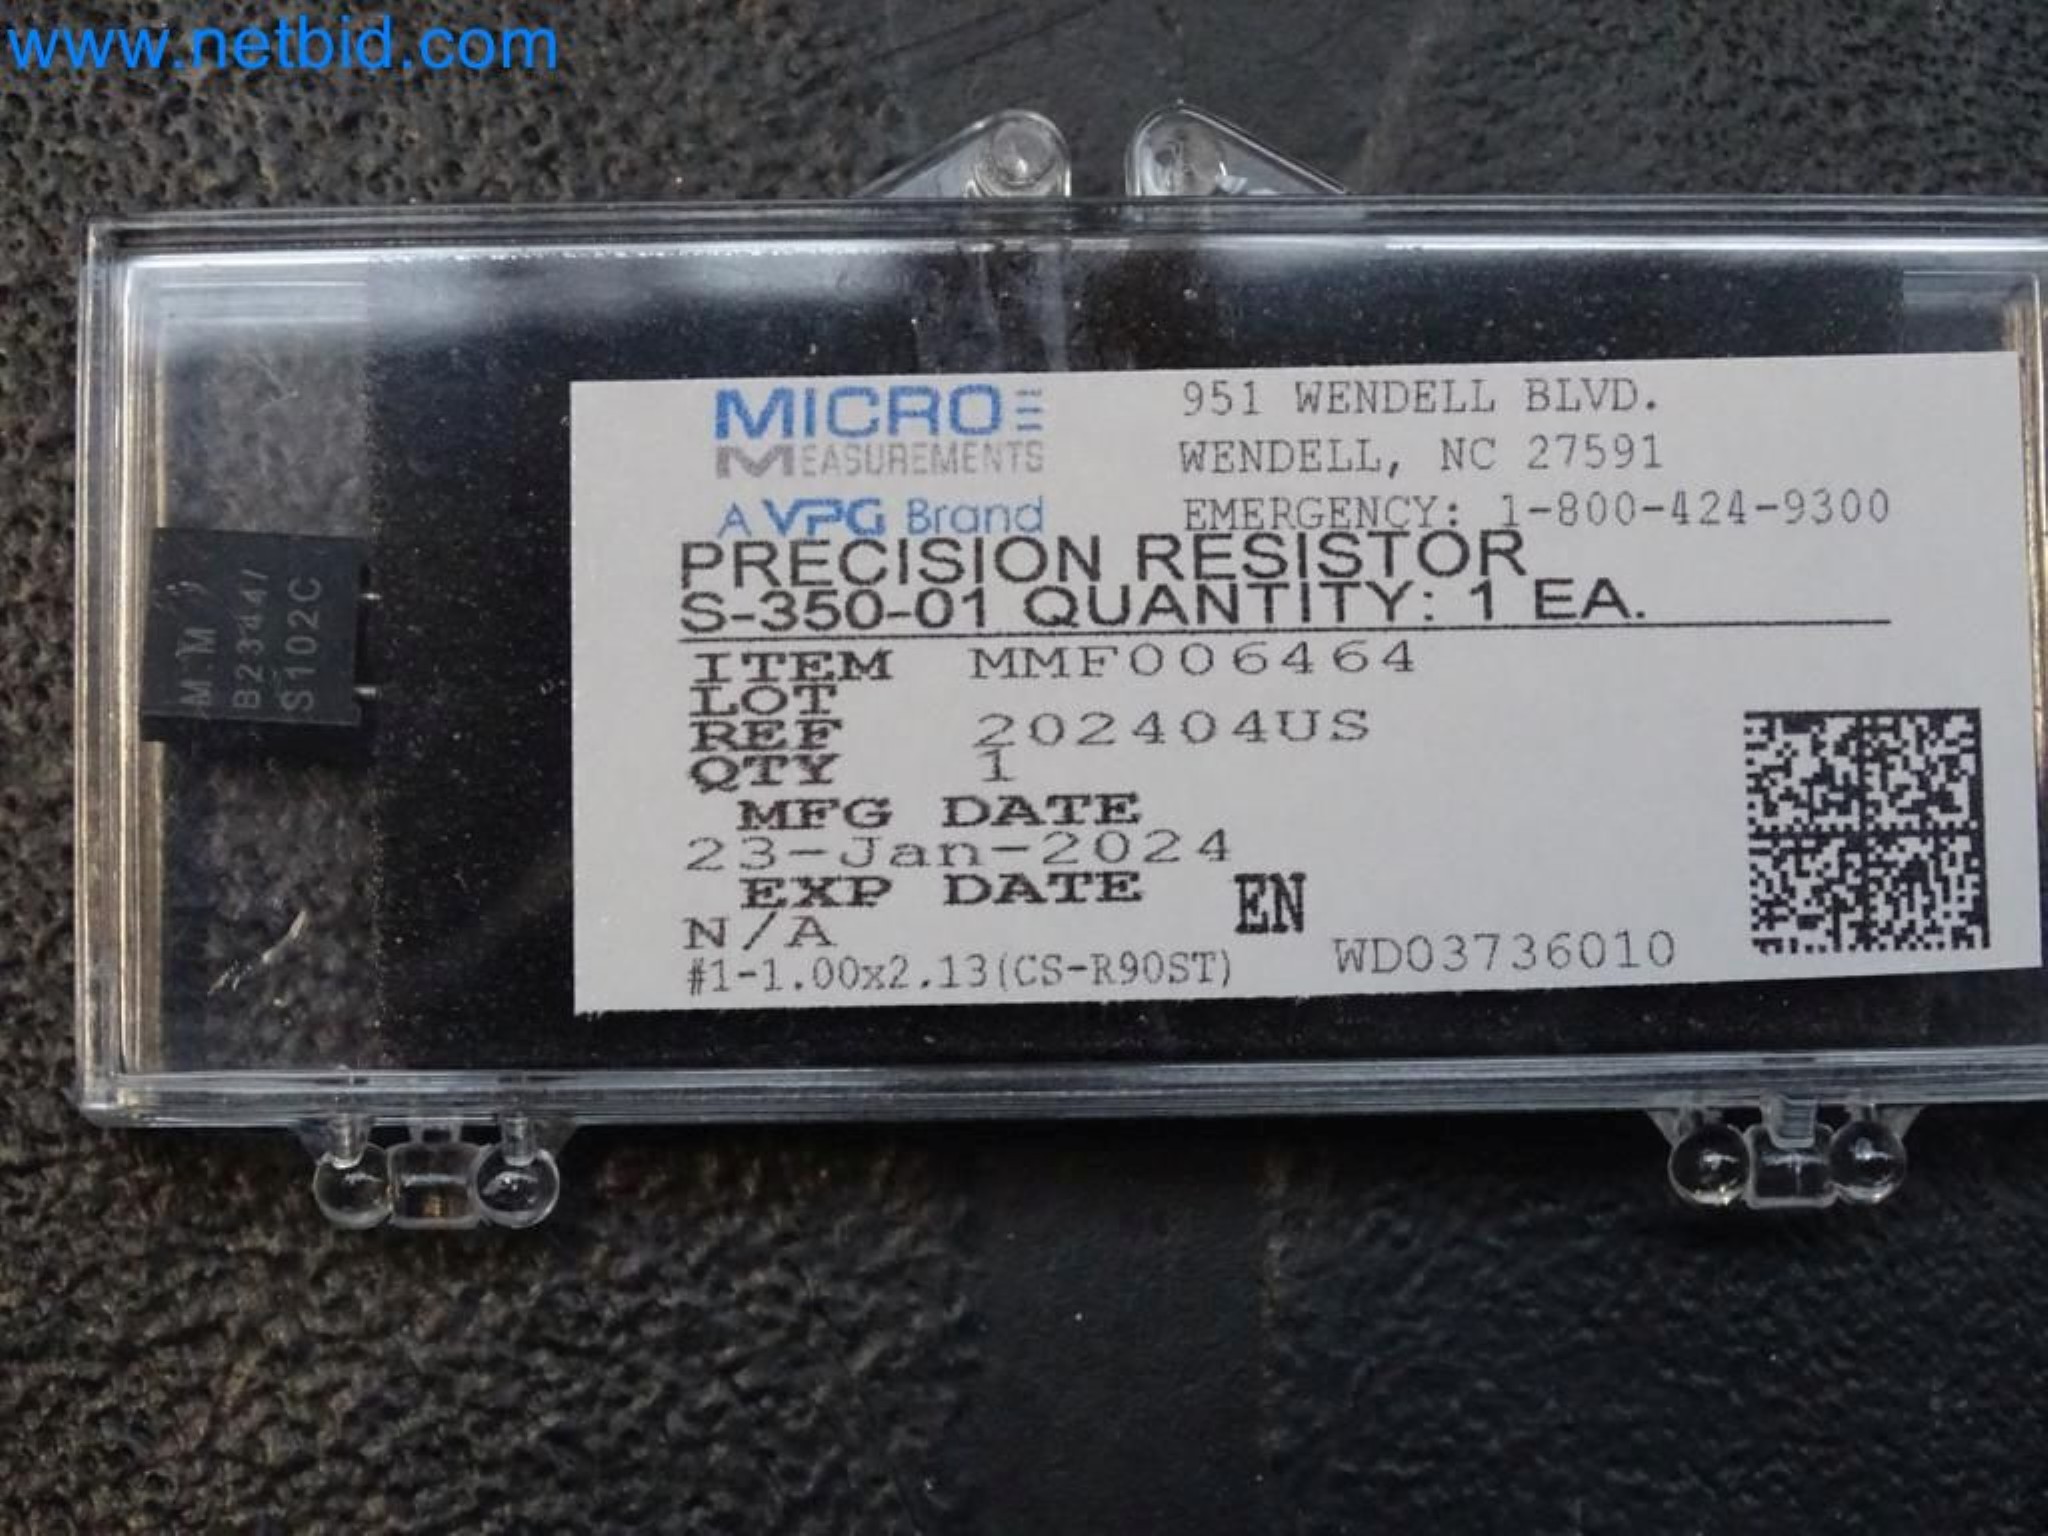 www.netbid.com
MICRO
MEASUREMENTS
A VPG Brand
951 WENDELL BLVD.
WENDELL, NC 27591
EMERGENCY: 1-800-424-9300
PRECISION RESISTOR
S-350-01 QUANTITY: 1 EA.
ITEM MMF006464
LOT
REF 202404US
QTY 1
MFG DATE
23-Jan-2024
EXP DATE
EN
N/A
#1-1.00x2.13(CS-R90ST)
WD03736010
MM
S102C